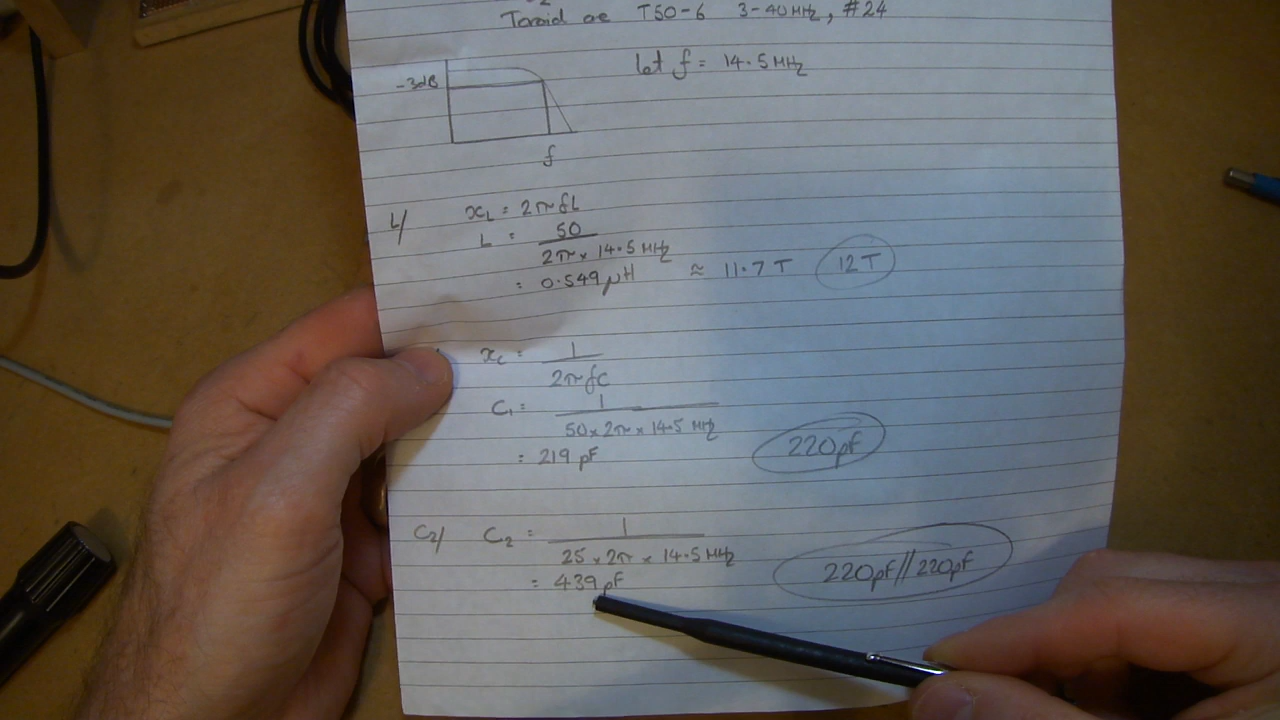 Toroid are T50-6 3-40MHz, #24
let f = 14.5MHz
-3dB
f
L/ xL = 2πfL
L = 50
2π × 14.5 MHz
= 0.549 μH ≈ 11.7 T 12T
xc = 1
2πfC
C1 = 1
50 × 2π × 14.5 MHz
= 219 pF 220pF
C2/ C2 = 1
25 × 2π × 14.5 MHz
= 439 pF 220pF//220pF